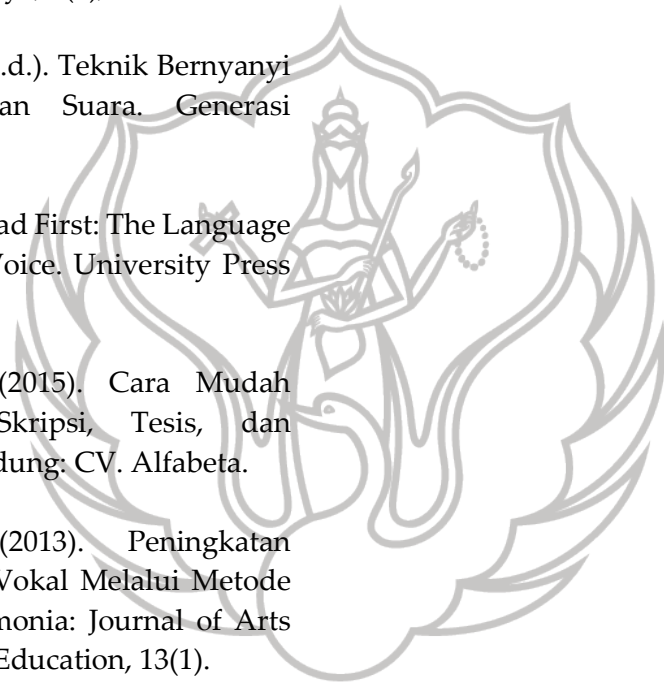 .d.). Teknik Bernyanyi
an Suara. Generasi
ad First: The Language
Voice. University Press
(2015). Cara Mudah
Skripsi, Tesis, dan
dung: CV. Alfabeta.
(2013). Peningkatan
Vokal Melalui Metode
monia: Journal of Arts
Education, 13(1).